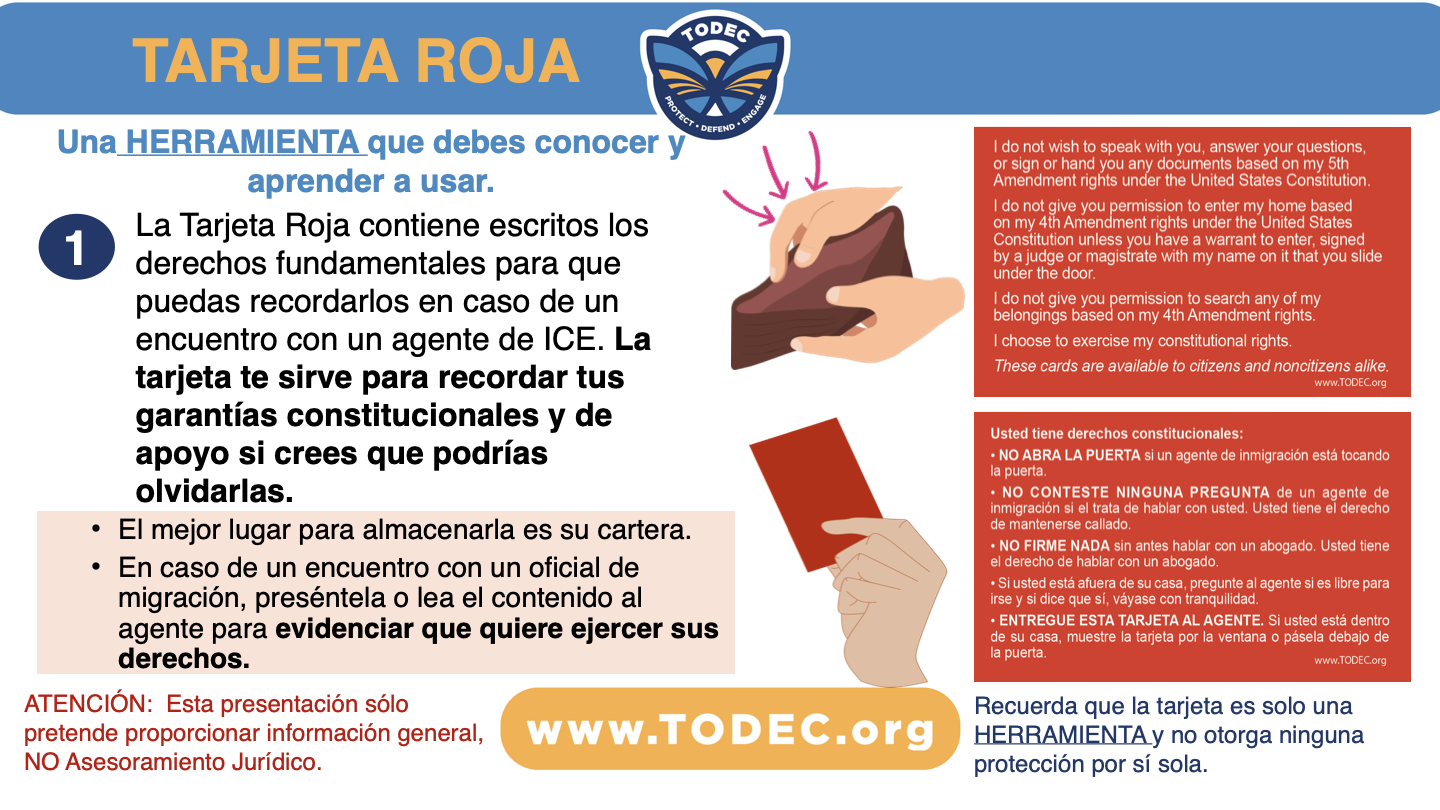 TARJETA ROJA
TODEC
PROTECT • DEFEND • ENGAGE
Una HERRAMIENTA que debes conocer y
aprender a usar.
1
La Tarjeta Roja contiene escritos los
derechos fundamentales para que
puedas recordarlos en caso de un
encuentro con un agente de ICE. La
tarjeta te sirve para recordar tus
garantías constitucionales y de
apoyo si crees que podrías
olvidarlas.
• El mejor lugar para almacenarla es su cartera.
• En caso de un encuentro con un oficial de
migración, preséntela o lea el contenido al
agente para evidenciar que quiere ejercer sus
derechos.
ATENCIÓN: Esta presentación sólo
pretende proporcionar información general,
NO Asesoramiento Jurídico.
www.TODEC.org
I do not wish to speak with you, answer your questions,
or sign or hand you any documents based on my 5th
Amendment rights under the United States Constitution.
I do not give you permission to enter my home based
on my 4th Amendment rights under the United States
Constitution unless you have a warrant to enter, signed
by a judge or magistrate with my name on it that you slide
under the door.
I do not give you permission to search any of my
belongings based on my 4th Amendment rights.
I choose to exercise my constitutional rights.
These cards are available to citizens and noncitizens alike.
www.TODEC.org
Usted tiene derechos constitucionales:
• NO ABRA LA PUERTA si un agente de inmigración está tocando
la puerta.
• NO CONTESTE NINGUNA PREGUNTA de un agente de
inmigración si el trata de hablar con usted. Usted tiene el derecho
de mantenerse callado.
• NO FIRME NADA sin antes hablar con un abogado. Usted tiene
el derecho de hablar con un abogado.
• Si usted está afuera de su casa, pregunte al agente si es libre para
irse y si dice que sí, váyase con tranquilidad.
• ENTREGUE ESTA TARJETA AL AGENTE. Si usted está dentro
de su casa, muestre la tarjeta por la ventana o pásela debajo de
la puerta.
www.TODEC.org
Recuerda que la tarjeta es solo una
HERRAMIENTA y no otorga ninguna
protección por sí sola.